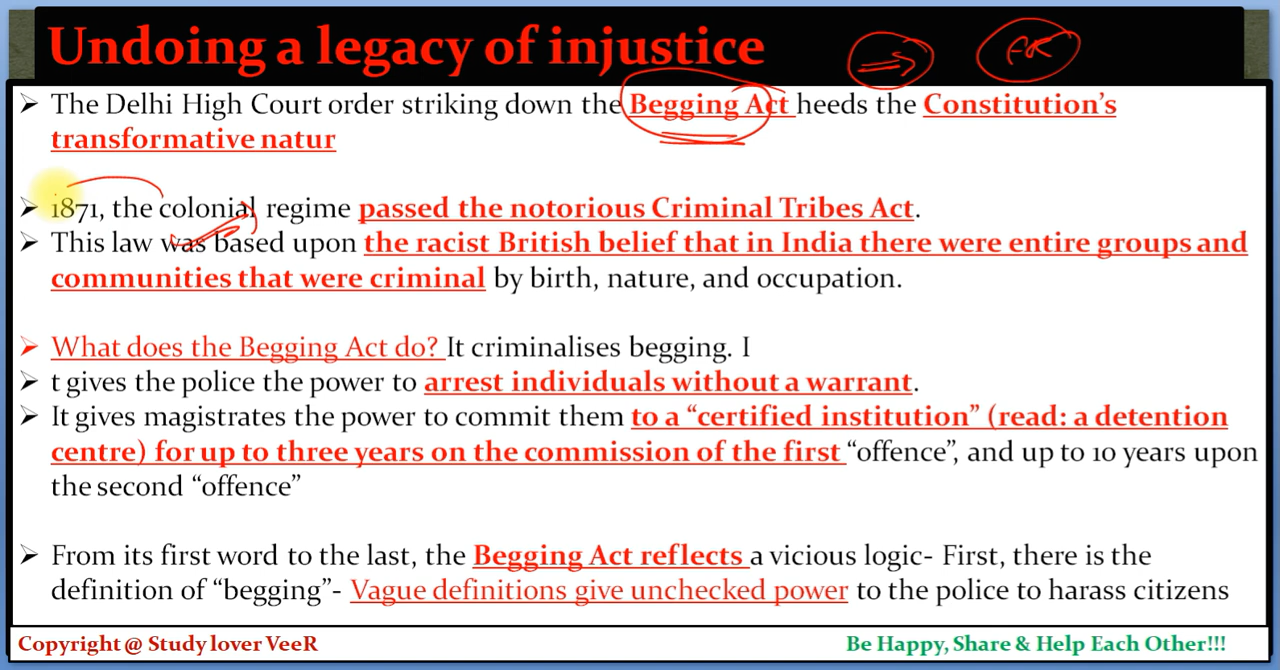 Undoing a legacy of injustice
FR
➢ The Delhi High Court order striking down the Begging Act heeds the Constitution's
transformative natur
➢ 1871, the colonial regime passed the notorious Criminal Tribes Act.
➢ This law was based upon the racist British belief that in India there were entire groups and
communities that were criminal by birth, nature, and occupation.
➢ What does the Begging Act do? It criminalises begging. I
➢ t gives the police the power to arrest individuals without a warrant.
➢ It gives magistrates the power to commit them to a “certified institution” (read: a detention
centre) for up to three years on the commission of the first “offence”, and up to 10 years upon
the second “offence”
➢ From its first word to the last, the Begging Act reflects a vicious logic- First, there is the
definition of “begging”- Vague definitions give unchecked power to the police to harass citizens
Copyright @ Study lover VeeR
Be Happy, Share & Help Each Other!!!